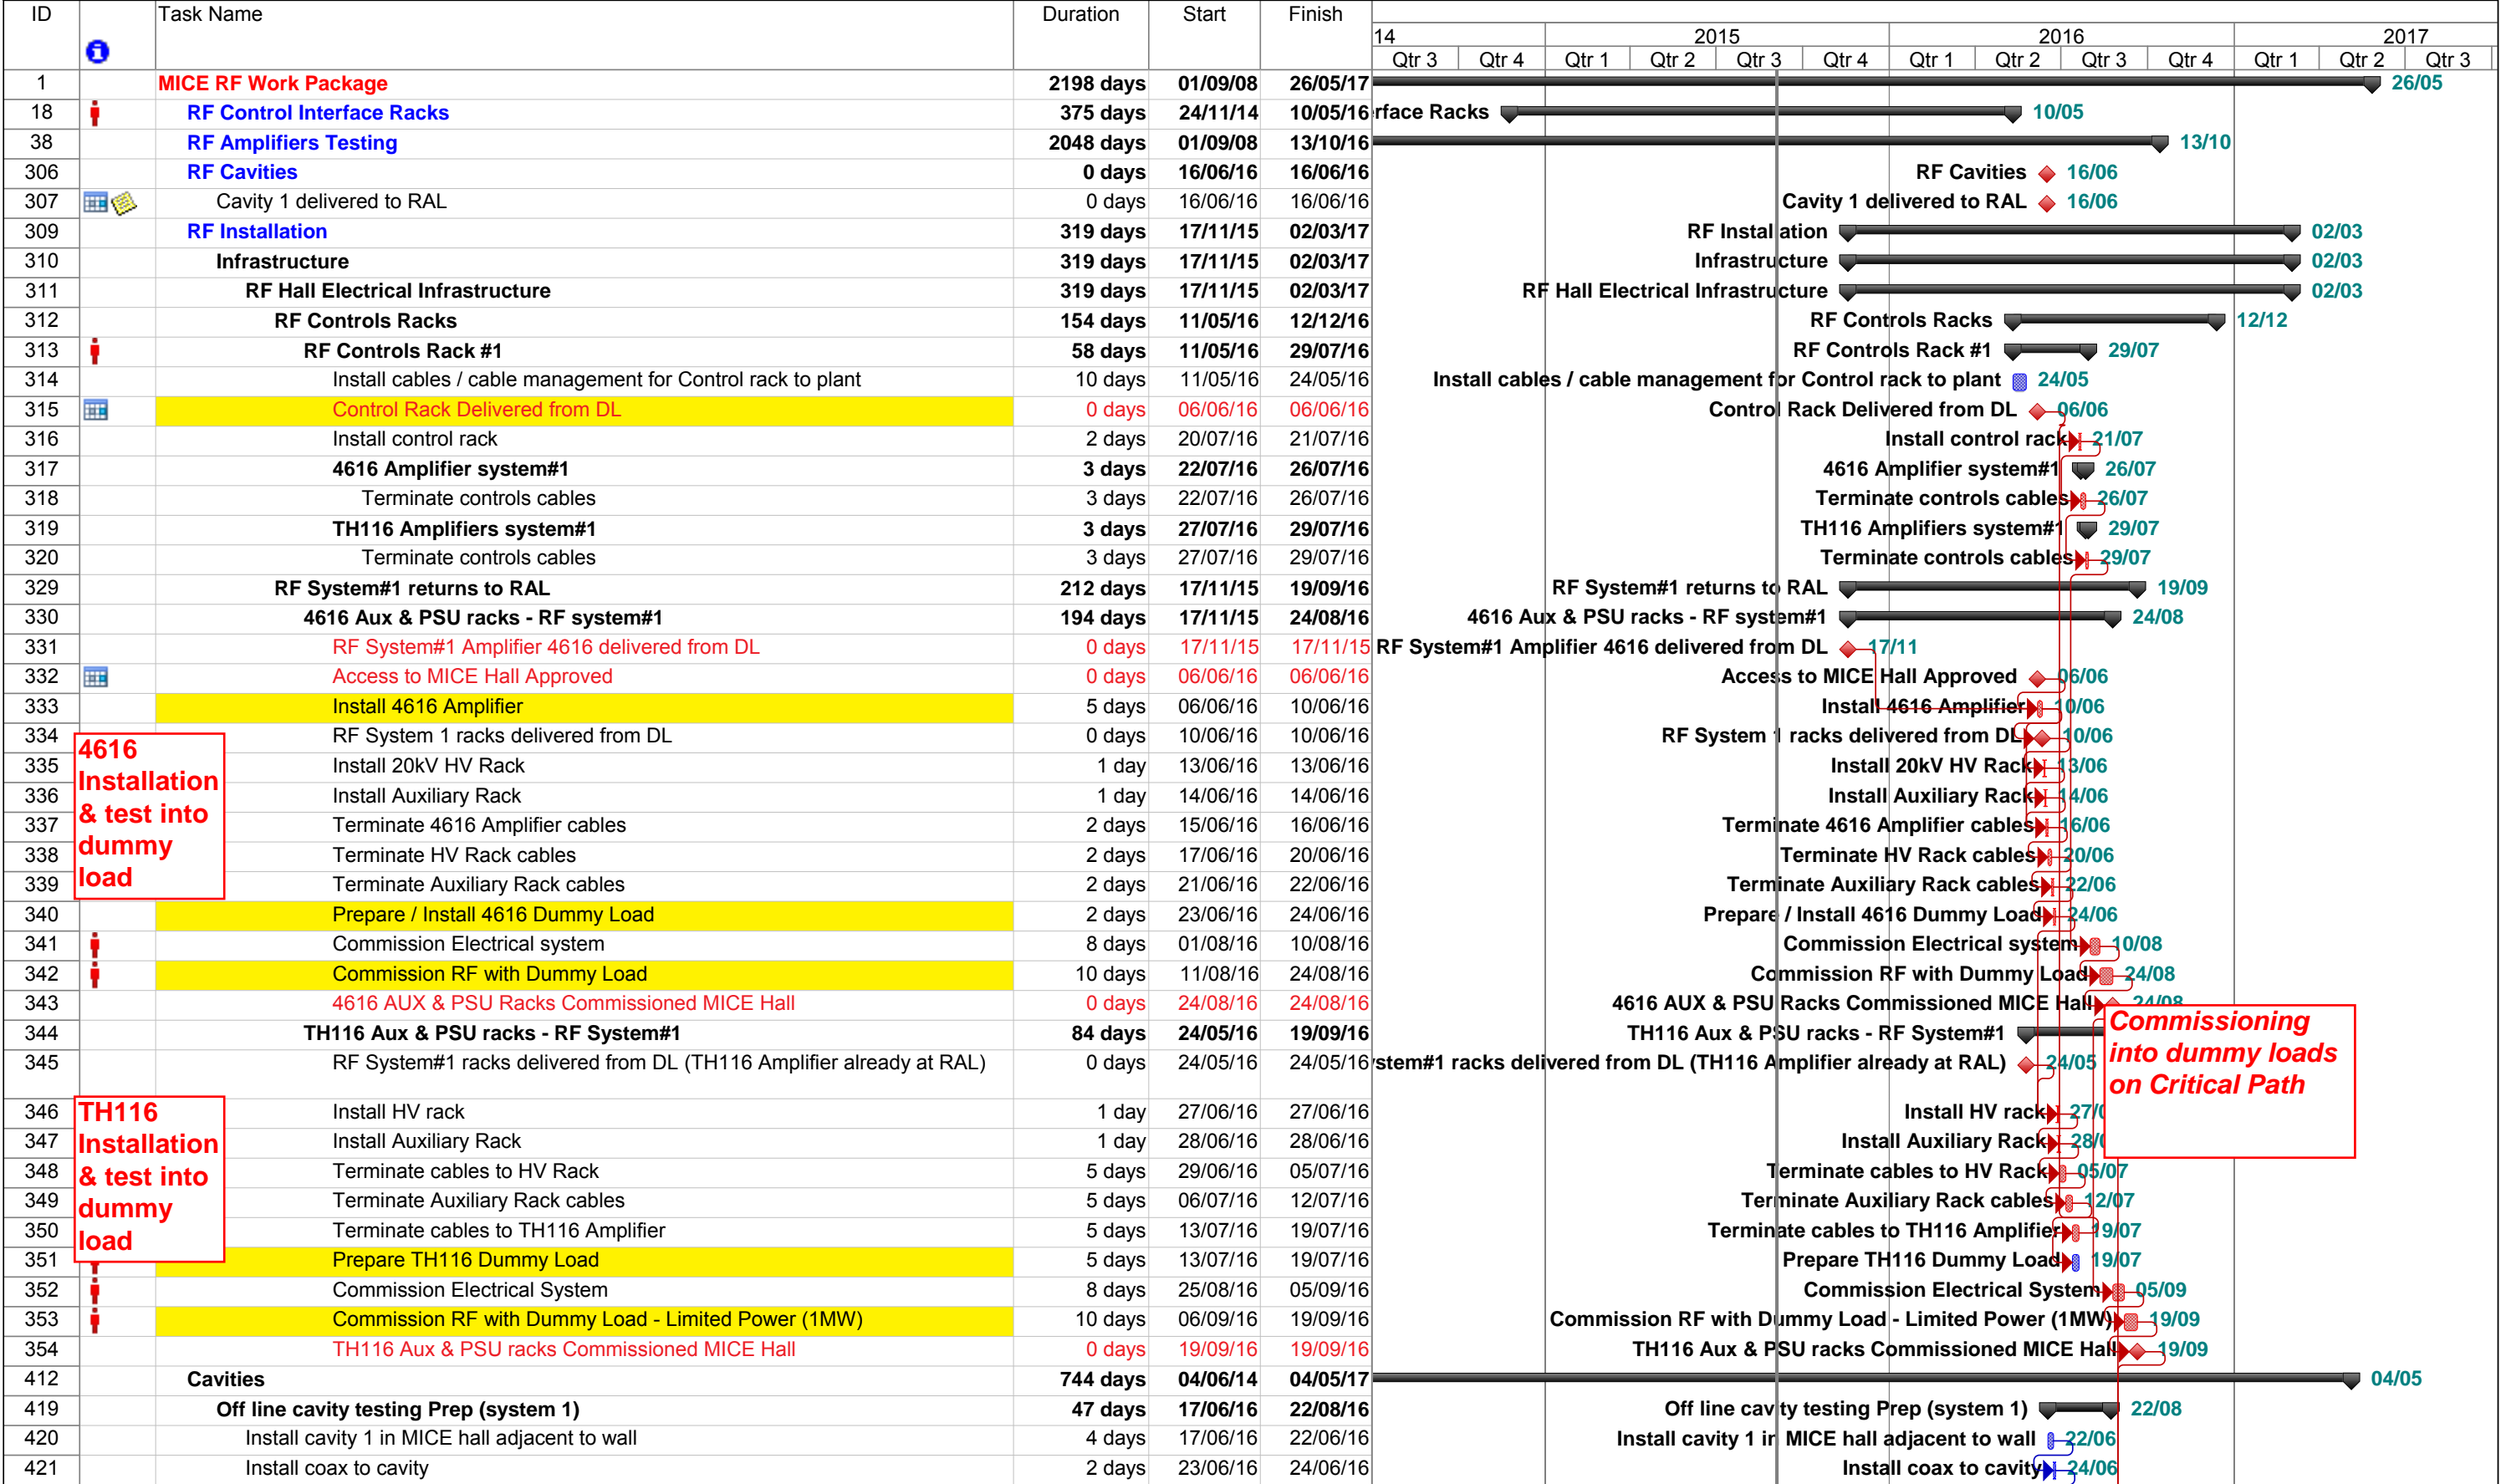 ID Task Name Duration Start Finish
14 2015 2016 2017
Qtr 3 Qtr 4 Qtr 1 Qtr 2 Qtr 3 Qtr 4 Qtr 1 Qtr 2 Qtr 3 Qtr 4 Qtr 1 Qtr 2 Qtr 3
1 MICE RF Work Package 2198 days 01/09/08 26/05/17 26/05
18 RF Control Interface Racks 375 days 24/11/14 10/05/16 rface Racks 10/05
38 RF Amplifiers Testing 2048 days 01/09/08 13/10/16 13/10
306 RF Cavities 0 days 16/06/16 16/06/16 RF Cavities 16/06
307 Cavity 1 delivered to RAL 0 days 16/06/16 16/06/16 Cavity 1 delivered to RAL 16/06
309 RF Installation 319 days 17/11/15 02/03/17 RF Installation 02/03
310 Infrastructure 319 days 17/11/15 02/03/17 Infrastructure 02/03
311 RF Hall Electrical Infrastructure 319 days 17/11/15 02/03/17 RF Hall Electrical Infrastructure 02/03
312 RF Controls Racks 154 days 11/05/16 12/12/16 RF Controls Racks 12/12
313 RF Controls Rack #1 58 days 11/05/16 29/07/16 RF Controls Rack #1 29/07
314 Install cables / cable management for Control rack to plant 10 days 11/05/16 24/05/16 Install cables / cable management for Control rack to plant 24/05
315 Control Rack Delivered from DL 0 days 06/06/16 06/06/16 Control Rack Delivered from DL 06/06
316 Install control rack 2 days 20/07/16 21/07/16 Install control rack 21/07
317 4616 Amplifier system#1 3 days 22/07/16 26/07/16 4616 Amplifier system#1 26/07
318 Terminate controls cables 3 days 22/07/16 26/07/16 Terminate controls cables 26/07
319 TH116 Amplifiers system#1 3 days 27/07/16 29/07/16 TH116 Amplifiers system#1 29/07
320 Terminate controls cables 3 days 27/07/16 29/07/16 Terminate controls cables 29/07
329 RF System#1 returns to RAL 212 days 17/11/15 19/09/16 RF System#1 returns to RAL 19/09
330 4616 Aux & PSU racks - RF system#1 194 days 17/11/15 24/08/16 4616 Aux & PSU racks - RF system#1 24/08
331 RF System#1 Amplifier 4616 delivered from DL 0 days 17/11/15 17/11/15 RF System#1 Amplifier 4616 delivered from DL 17/11
332 Access to MICE Hall Approved 0 days 06/06/16 06/06/16 Access to MICE Hall Approved 06/06
333 Install 4616 Amplifier 5 days 06/06/16 10/06/16 Install 4616 Amplifier 10/06
334 RF System 1 racks delivered from DL 0 days 10/06/16 10/06/16 RF System 1 racks delivered from DL 10/06
335 Install 20kV HV Rack 1 day 13/06/16 13/06/16 Install 20kV HV Rack 13/06
336 Install Auxiliary Rack 1 day 14/06/16 14/06/16 Install Auxiliary Rack 14/06
337 Terminate 4616 Amplifier cables 2 days 15/06/16 16/06/16 Terminate 4616 Amplifier cables 16/06
338 Terminate HV Rack cables 2 days 17/06/16 20/06/16 Terminate HV Rack cables 20/06
339 Terminate Auxiliary Rack cables 2 days 21/06/16 22/06/16 Terminate Auxiliary Rack cables 22/06
4616
Installation
& test into
dummy
load
340 Prepare / Install 4616 Dummy Load 2 days 23/06/16 24/06/16 Prepare / Install 4616 Dummy Load 24/06
341 Commission Electrical system 8 days 01/08/16 10/08/16 Commission Electrical system 10/08
342 Commission RF with Dummy Load 10 days 11/08/16 24/08/16 Commission RF with Dummy Load 24/08
343 4616 AUX & PSU Racks Commissioned MICE Hall 0 days 24/08/16 24/08/16 4616 AUX & PSU Racks Commissioned MICE Hall 24/08
344 TH116 Aux & PSU racks - RF System#1 84 days 24/05/16 19/09/16 TH116 Aux & PSU racks - RF System#1
345 RF System#1 racks delivered from DL (TH116 Amplifier already at RAL) 0 days 24/05/16 24/05/16 ystem#1 racks delivered from DL (TH116 Amplifier already at RAL) 24/05
Commissioning
into dummy loads
on Critical Path
346 Install HV rack 1 day 27/06/16 27/06/16 Install HV rack 27/0
347 Install Auxiliary Rack 1 day 28/06/16 28/06/16 Install Auxiliary Rack 28/0
348 Terminate cables to HV Rack 5 days 29/06/16 05/07/16 Terminate cables to HV Rack 05/07
349 Terminate Auxiliary Rack cables 5 days 06/07/16 12/07/16 Terminate Auxiliary Rack cables 12/07
350 Terminate cables to TH116 Amplifier 5 days 13/07/16 19/07/16 Terminate cables to TH116 Amplifier 19/07
351 Prepare TH116 Dummy Load 5 days 13/07/16 19/07/16 Prepare TH116 Dummy Load 19/07
TH116
Installation
& test into
dummy
load
352 Commission Electrical System 8 days 25/08/16 05/09/16 Commission Electrical System 05/09
353 Commission RF with Dummy Load - Limited Power (1MW) 10 days 06/09/16 19/09/16 Commission RF with Dummy Load - Limited Power (1MW) 19/09
354 TH116 Aux & PSU racks Commissioned MICE Hall 0 days 19/09/16 19/09/16 TH116 Aux & PSU racks Commissioned MICE Hall 19/09
412 Cavities 744 days 04/06/14 04/05/17 04/05
419 Off line cavity testing Prep (system 1) 47 days 17/06/16 22/08/16 Off line cavity testing Prep (system 1) 22/08
420 Install cavity 1 in MICE hall adjacent to wall 4 days 17/06/16 22/06/16 Install cavity 1 in MICE hall adjacent to wall 22/06
421 Install coax to cavity 2 days 23/06/16 24/06/16 Install coax to cavity 24/06